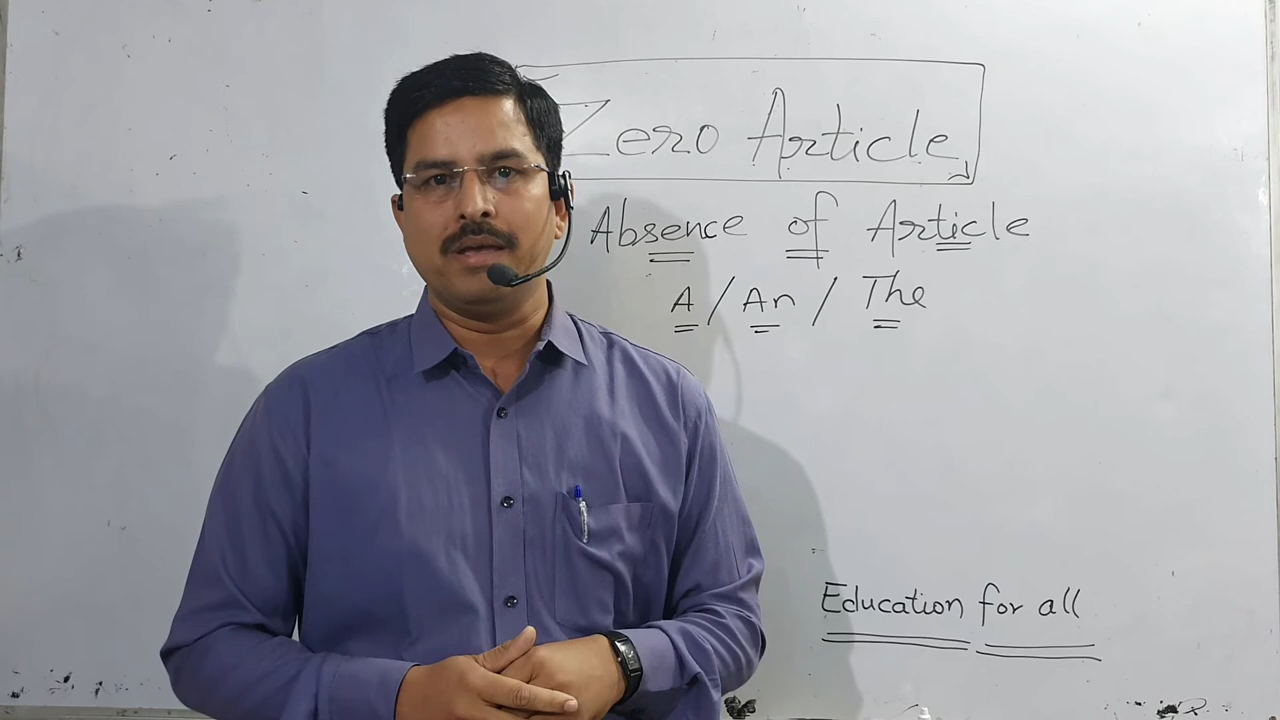 Zero Article
Absence of Article
A / An / The
Education for all